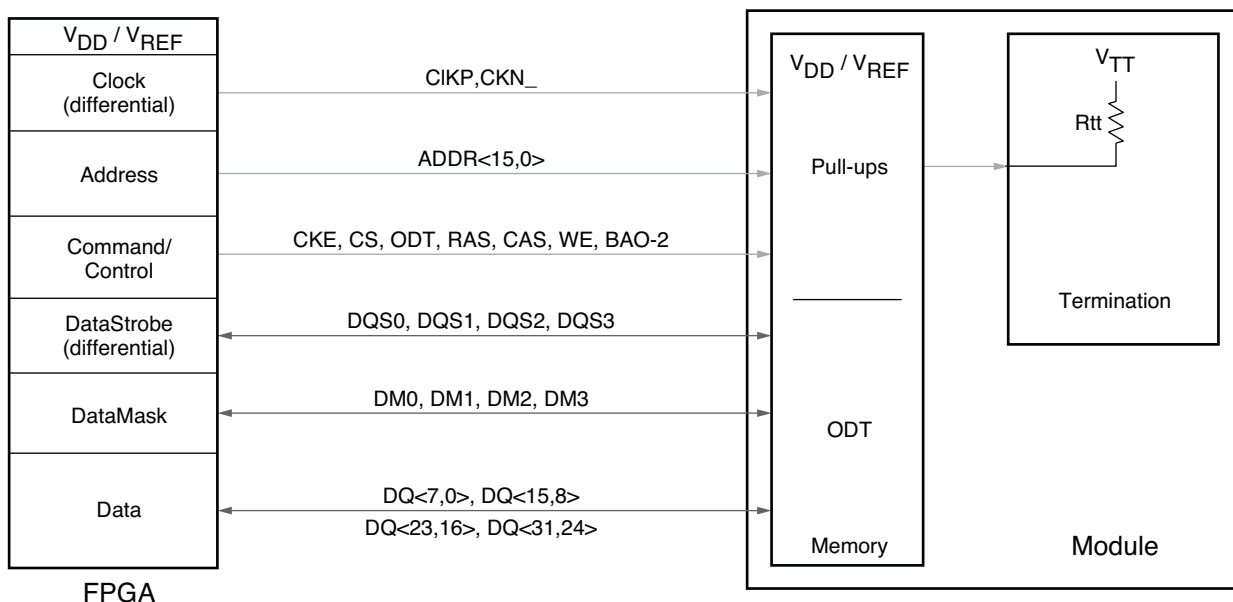 VDD / VREF
Clock
(differential)
Address
Command/
Control
DataStrobe
(differential)
DataMask
Data
FPGA
ClKP,CKN_
ADDR<15,0>
CKE, CS, ODT, RAS, CAS, WE, BAO-2
DQS0, DQS1, DQS2, DQS3
DM0, DM1, DM2, DM3
DQ<7,0>, DQ<15,8>
DQ<23,16>, DQ<31,24>
VDD / VREF
Pull-ups
ODT
Memory
VTT
Rtt
Termination
Module